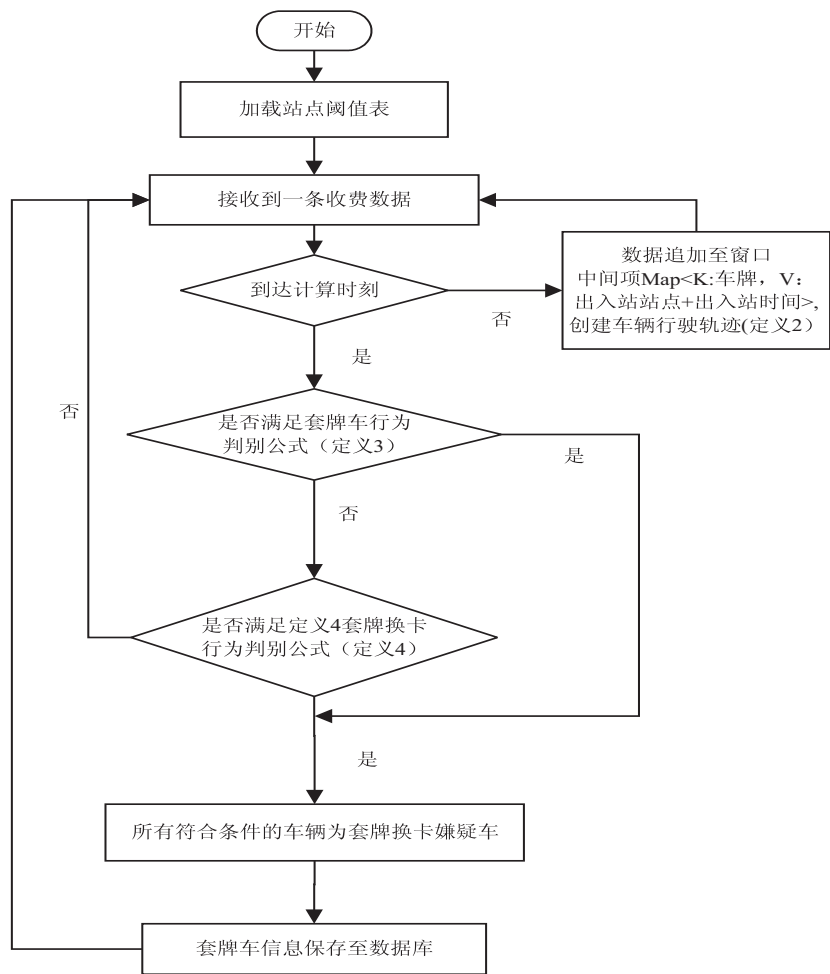 开始
加载站点阈值表
接收到一条收费数据
数据追加至窗口
中间项Map<K:车牌，V：
出入站站点+出入站时间>,
创建车辆行驶轨迹(定义2）
到达计算时刻
否
是
是否满足套牌车行为
判别公式（定义3）
否
是
否
是否满足定义4套牌换卡
行为判别公式（定义4）
是
所有符合条件的车辆为套牌换卡嫌疑车
套牌车信息保存至数据库